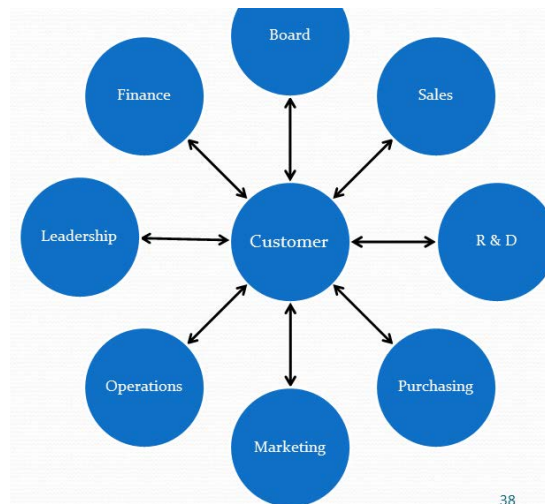 Board
Finance
Sales
Leadership
Customer
R & D
Operations
Purchasing
Marketing
38